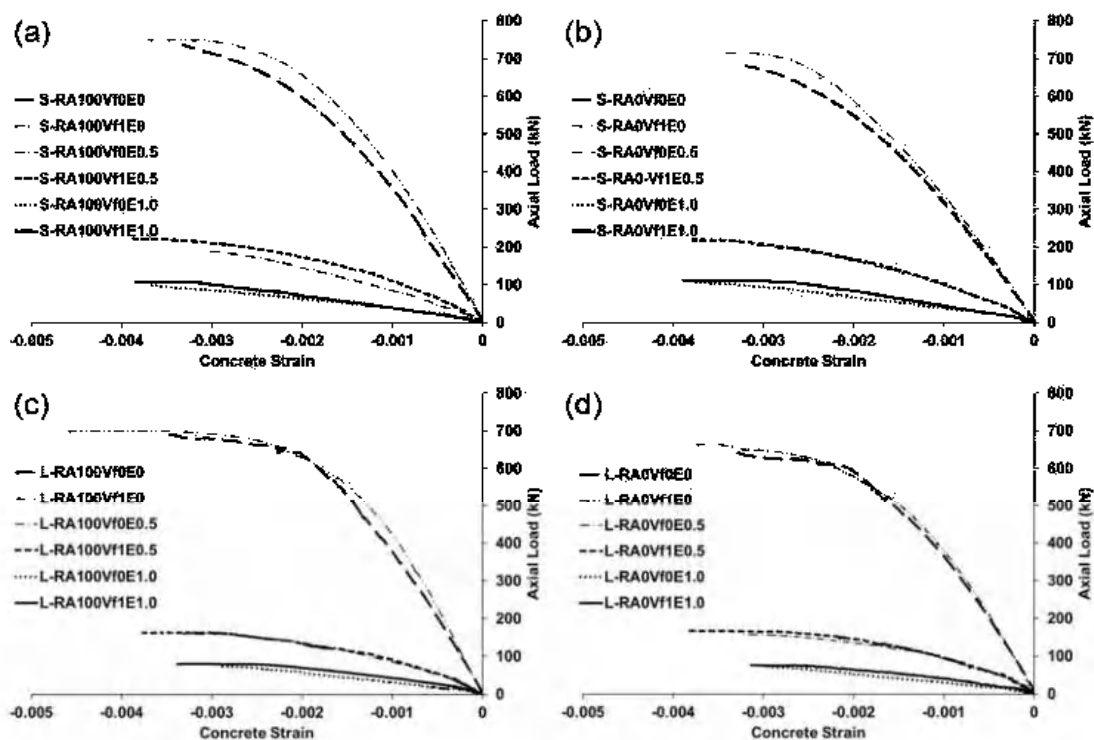 (a)
S-RA100Vf0E0
S-RA100Vf1E0
S-RA100Vf0E0.5
S-RA100Vf1E0.5
S-RA100Vf0E1.0
S-RA100Vf1E1.0
800
700
600
500
400
300
200
100
0
Axial Load (kN)
-0.005 -0.004 -0.003 -0.002 -0.001 0
Concrete Strain
(b)
S-RA0Vf0E0
S-RA0Vf1E0
S-RA0Vf0E0.5
S-RA0-Vf1E0.5
S-RA0Vf0E1.0
S-RA0Vf1E1.0
800
700
600
500
400
300
200
100
0
Axial Load (kN)
-0.005 -0.004 -0.003 -0.002 -0.001 0
Concrete Strain
(c)
L-RA100Vf0E0
L-RA100Vf1E0
L-RA100Vf0E0.5
L-RA100Vf1E0.5
L-RA100Vf0E1.0
L-RA100Vf1E1.0
800
700
600
500
400
300
200
100
0
Axial Load (kN)
-0.005 -0.004 -0.003 -0.002 -0.001 0
Concrete Strain
(d)
L-RA0Vf0E0
L-RA0Vf1E0
L-RA0Vf0E0.5
L-RA0Vf1E0.5
L-RA0Vf0E1.0
L-RA0Vf1E1.0
800
700
600
500
400
300
200
100
0
Axial Load (kN)
-0.005 -0.004 -0.003 -0.002 -0.001 0
Concrete Strain